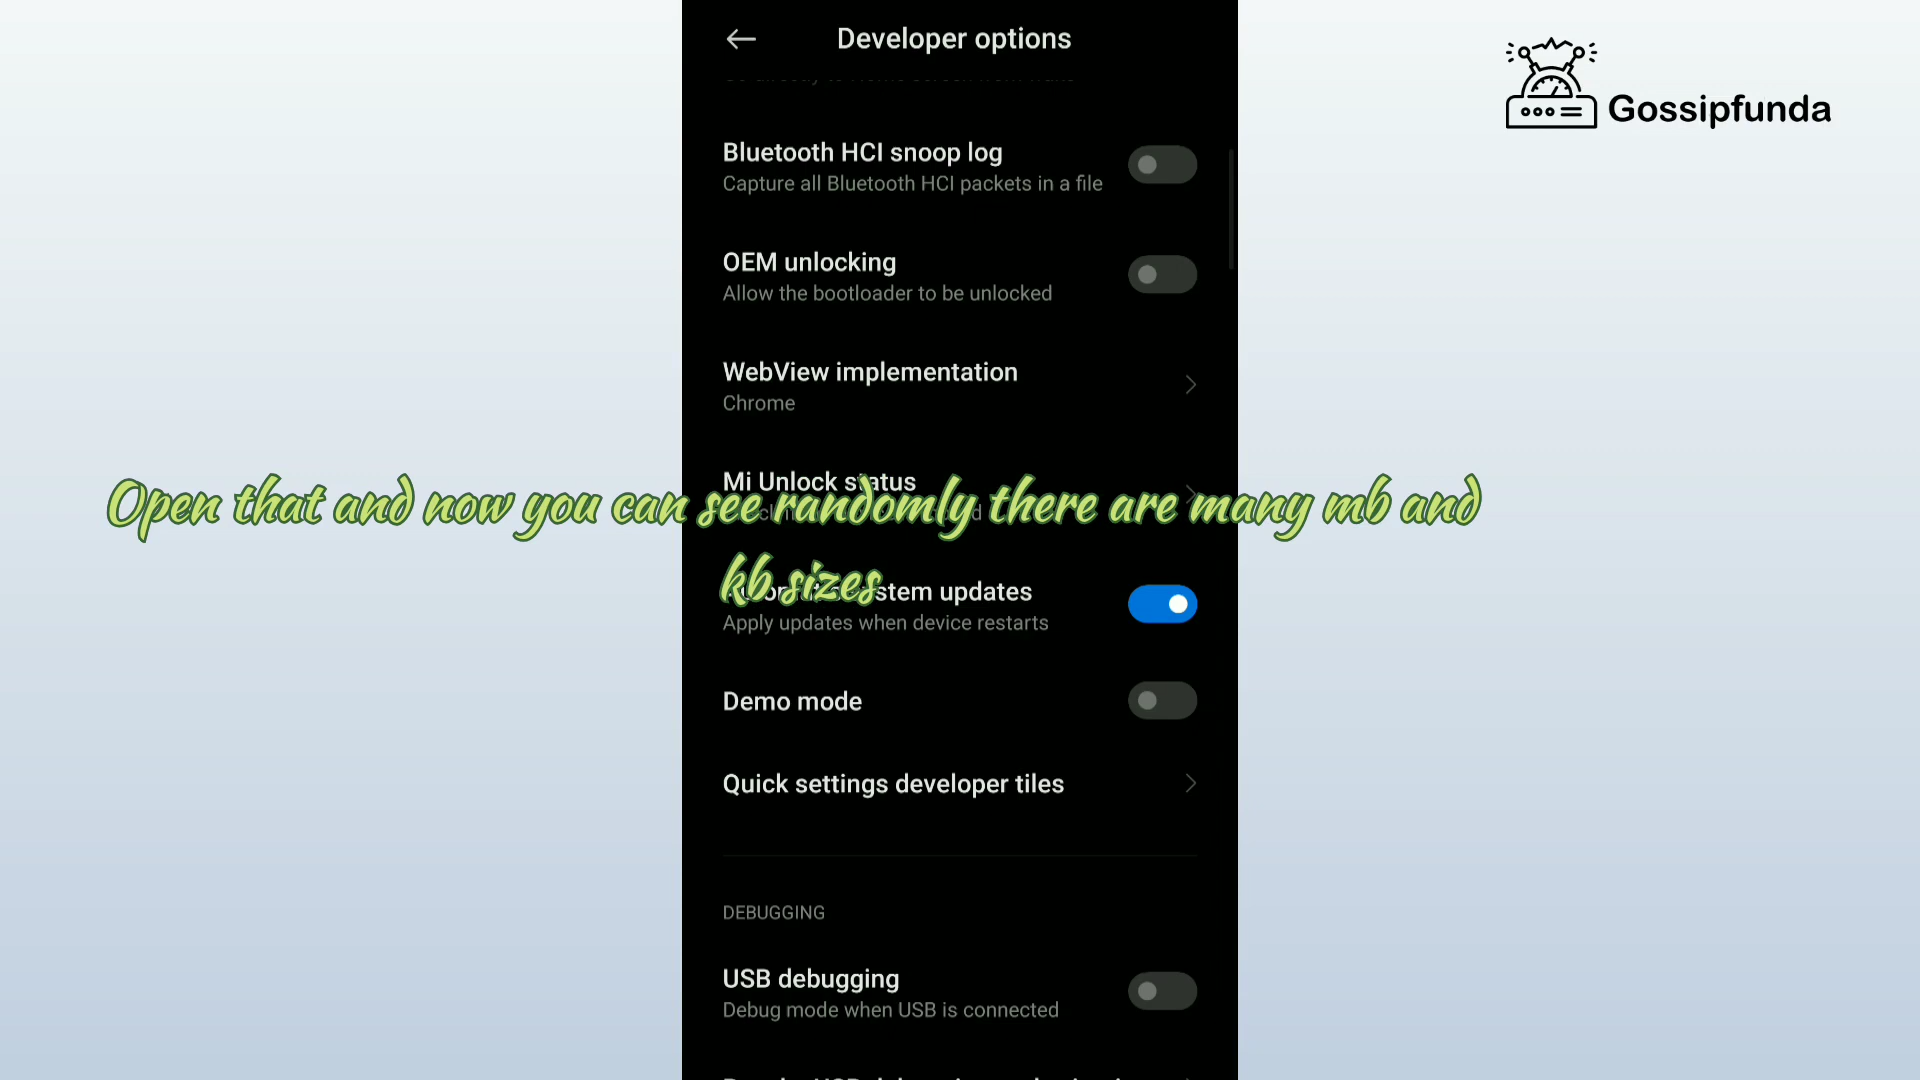 Developer options
Gossipfunda
Bluetooth HCI snoop log
Capture all Bluetooth HCI packets in a file
OEM unlocking
Allow the bootloader to be unlocked
WebView implementation
Chrome
Mi Unlock status
Open that and now you can see randomly there are many mb and
kb sizes
system updates
Apply updates when device restarts
Demo mode
Quick settings developer tiles
DEBUGGING
USB debugging
Debug mode when USB is connected